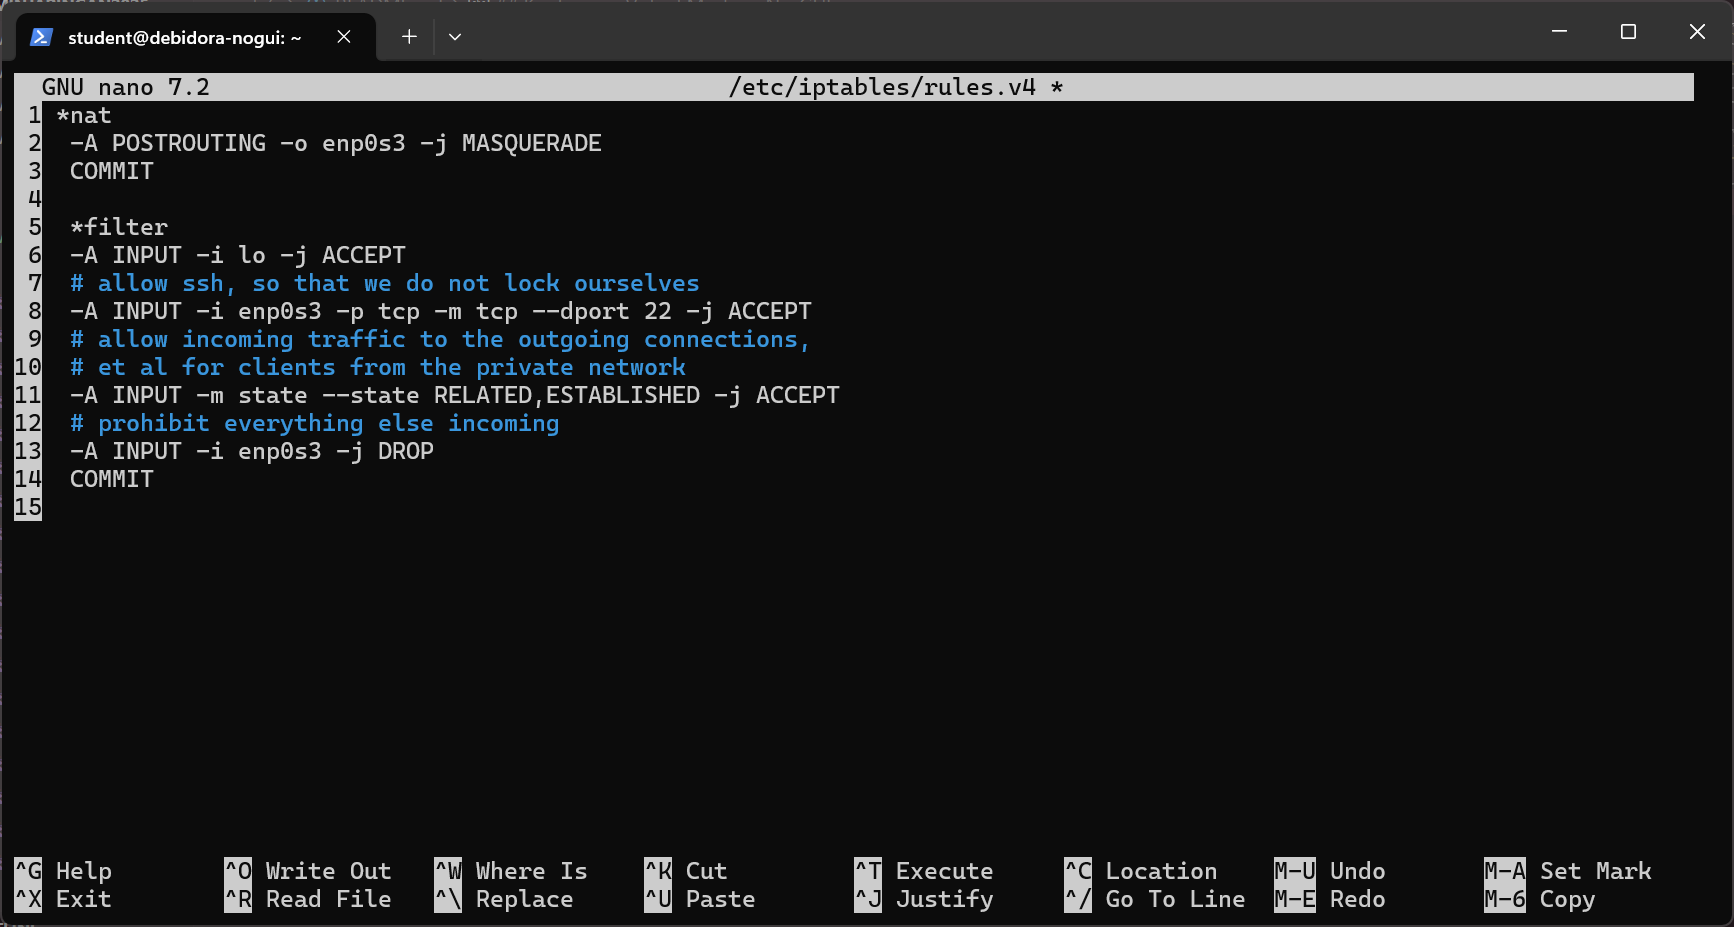 student@debidora-nogui: ~
GNU nano 7.2 /etc/iptables/rules.v4 *
1 *nat
2 -A POSTROUTING -o enp0s3 -j MASQUERADE
3 COMMIT
4
5 *filter
6 -A INPUT -i lo -j ACCEPT
7 # allow ssh, so that we do not lock ourselves
8 -A INPUT -i enp0s3 -p tcp -m tcp --dport 22 -j ACCEPT
9 # allow incoming traffic to the outgoing connections,
10 # et al for clients from the private network
11 -A INPUT -m state --state RELATED,ESTABLISHED -j ACCEPT
12 # prohibit everything else incoming
13 -A INPUT -i enp0s3 -j DROP
14 COMMIT
15
^G Help ^O Write Out ^W Where Is ^K Cut ^T Execute ^C Location M-U Undo M-A Set Mark
^X Exit ^R Read File ^\ Replace ^U Paste ^J Justify ^/ Go To Line M-E Redo M-6 Copy